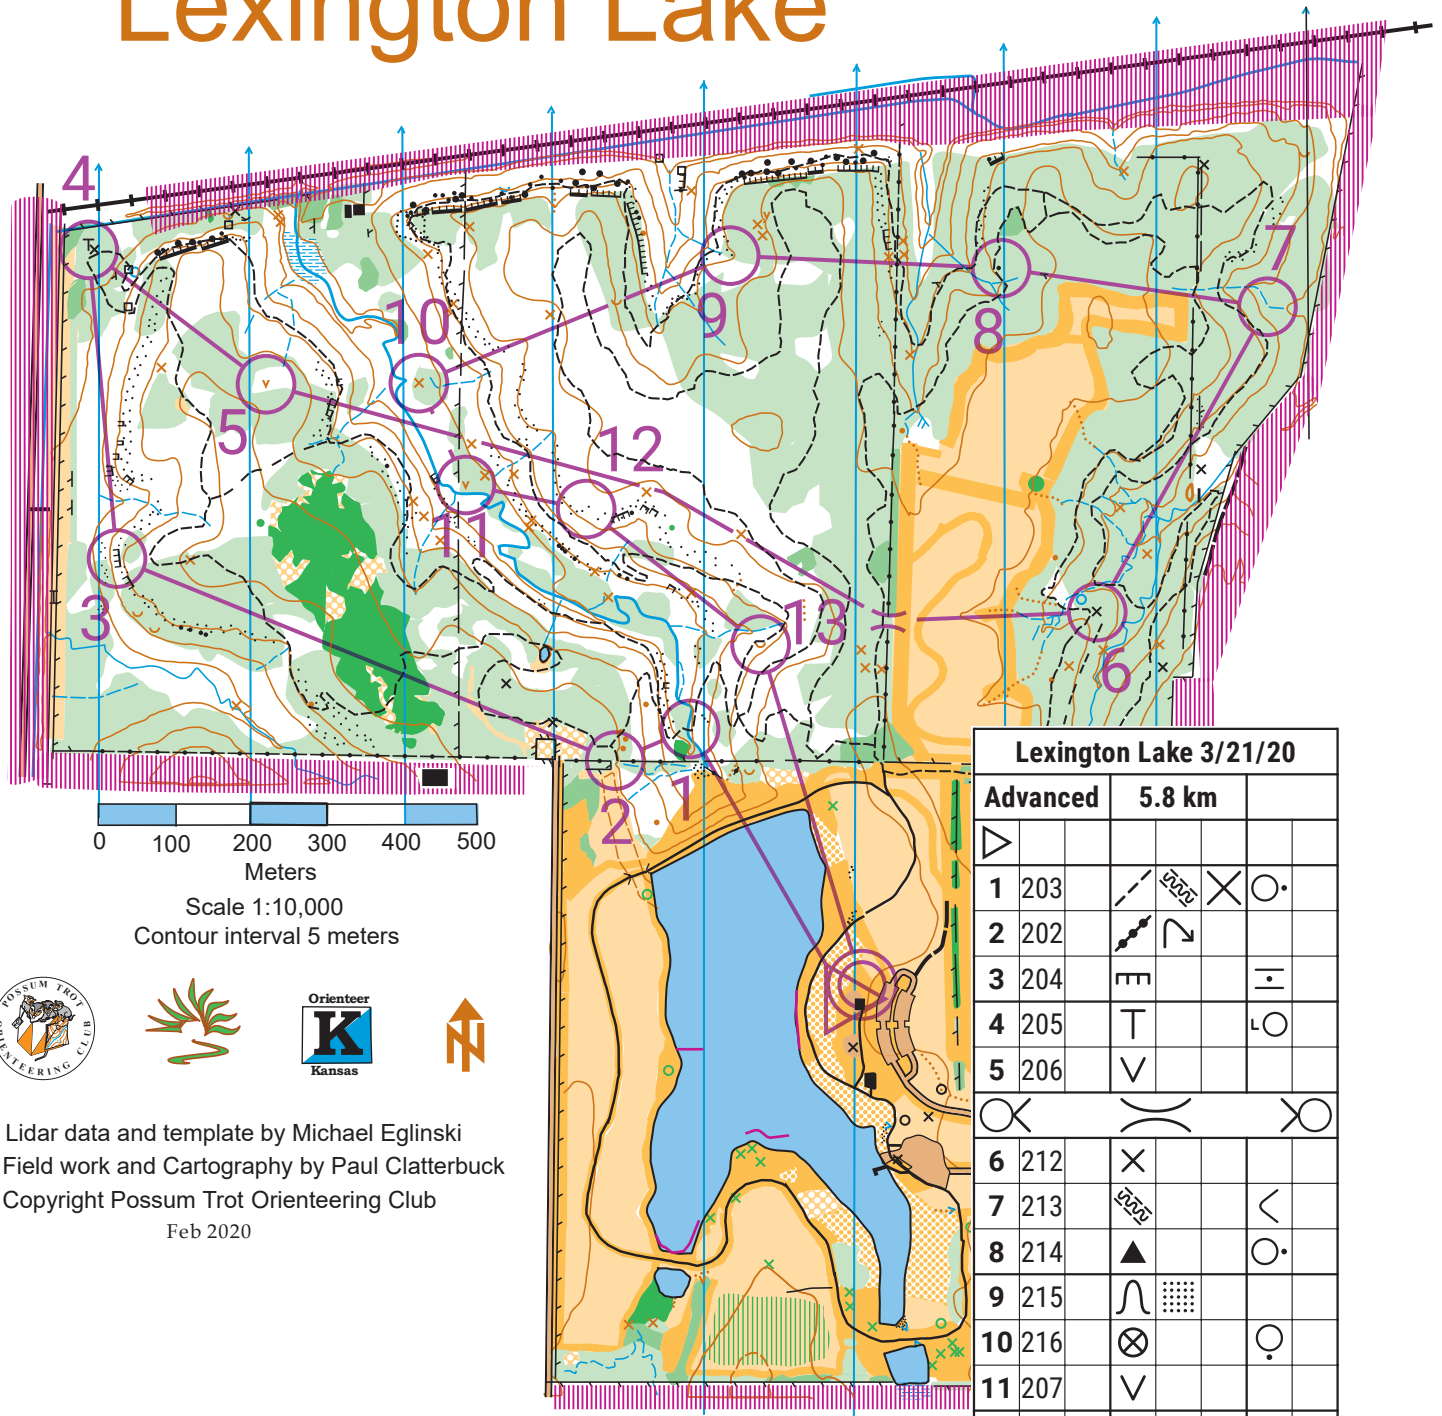 Lexington Lake
4
7
10
9
8
5
12
11
3
13
6
1
2
0 100 200 300 400 500
Meters
Scale 1:10,000
Contour interval 5 meters
POSSUM TROT
ORIENTEERING CLUB
Orienteer
K
Kansas
N
Lidar data and template by Michael Eglinski
Field work and Cartography by Paul Clatterbuck
Copyright Possum Trot Orienteering Club
Feb 2020
Lexington Lake 3/21/20
Advanced 5.8 km
1 203
2 202
3 204
4 205
5 206
6 212
7 213
8 214
9 215
10 216
11 207